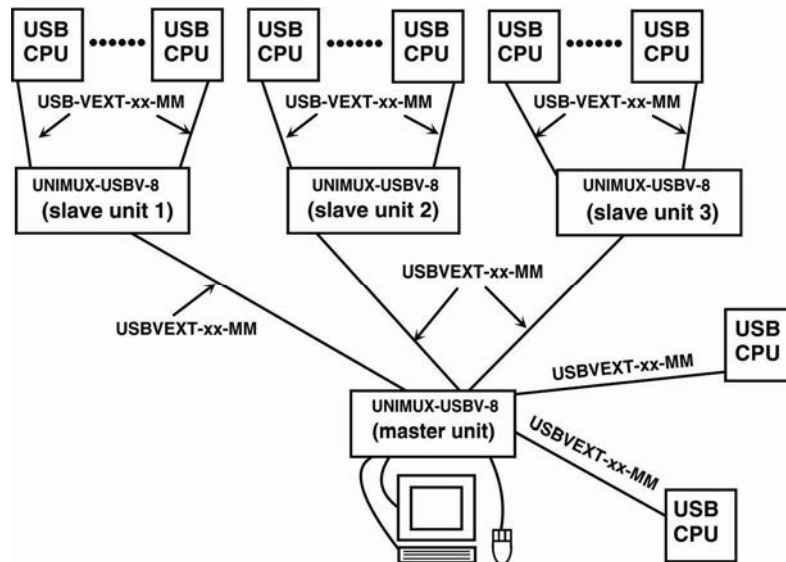 USB CPU
USB CPU
USB CPU
USB CPU
USB CPU
USB CPU
USB-VEXT-xx-MM
USB-VEXT-xx-MM
USB-VEXT-xx-MM
UNIMUX-USBV-8
(slave unit 1)
UNIMUX-USBV-8
(slave unit 2)
UNIMUX-USBV-8
(slave unit 3)
USBVEXT-xx-MM
USBVEXT-xx-MM
USB CPU
USBVEXT-xx-MM
UNIMUX-USBV-8
(master unit)
USBVEXT-xx-MM
USB CPU